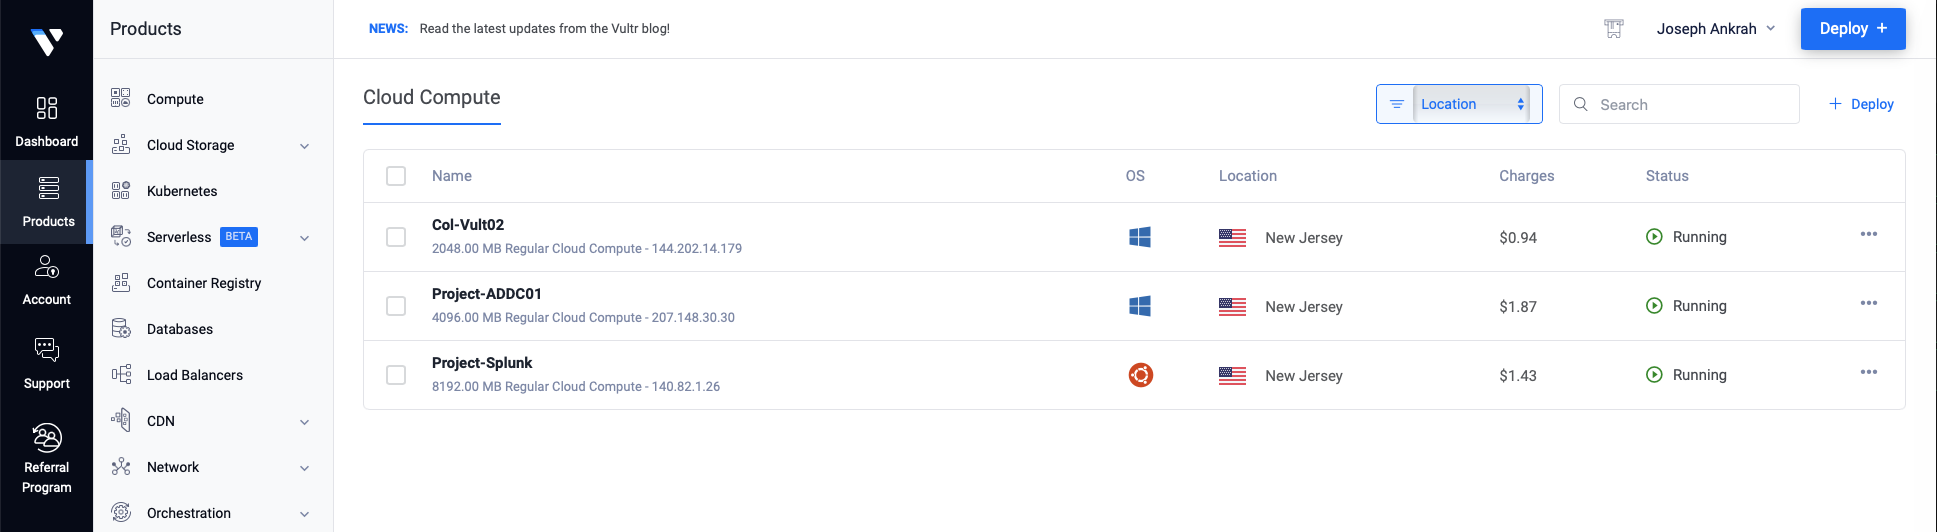 Products
NEWS: Read the latest updates from the Vultr blog!
Joseph Ankrah
Deploy +
Dashboard
Products
Account
Support
Referral
Program
Compute
Cloud Storage
Kubernetes
Serverless BETA
Container Registry
Databases
Load Balancers
CDN
Network
Orchestration
Cloud Compute
Location
Search
+ Deploy
Name OS Location Charges Status
Col-Vult02
2048.00 MB Regular Cloud Compute - 144.202.14.179
New Jersey $0.94 Running
Project-ADDC01
4096.00 MB Regular Cloud Compute - 207.148.30.30
New Jersey $1.87 Running
Project-Splunk
8192.00 MB Regular Cloud Compute - 140.82.1.26
New Jersey $1.43 Running